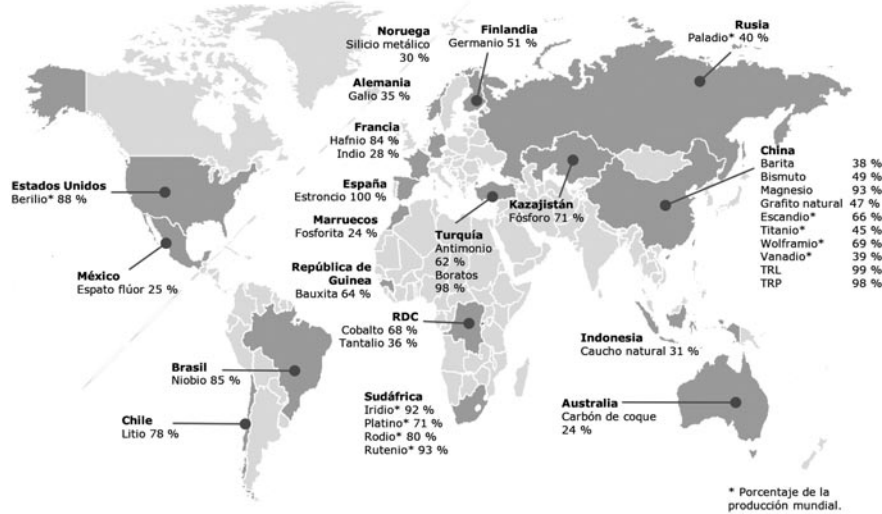 Noruega
Silicio metálico
30 %
Finlandia
Germanio 51 %
Rusia
Paladio* 40 %
Alemania
Galio 35 %
Francia
Hafnio 84 %
Indio 28 %
España
Estroncio 100 %
Marruecos
Fosforita 24 %
República de
Guinea
Bauxita 64 %
Estados Unidos
Berilio* 88 %
México
Espato flúor 25 %
Brasil
Niobio 85 %
Chile
Litio 78 %
Turquía
Antimonio
62 %
Boratos
98 %
Kazajistán
Fósforo 71 %
China
Barita 38 %
Bismuto 49 %
Magnesio 93 %
Grafito natural 47 %
Escandio* 66 %
Titanio* 45 %
Wolframio* 69 %
Vanadio* 39 %
TRL 99 %
TRP 98 %
RDC
Cobalto 68 %
Tantalio 36 %
Sudáfrica
Iridio* 92 %
Platino* 71 %
Rodio* 80 %
Rutenio* 93 %
Indonesia
Caucho natural 31 %
Australia
Carbón de coque
24 %
* Porcentaje de la
producción mundial.